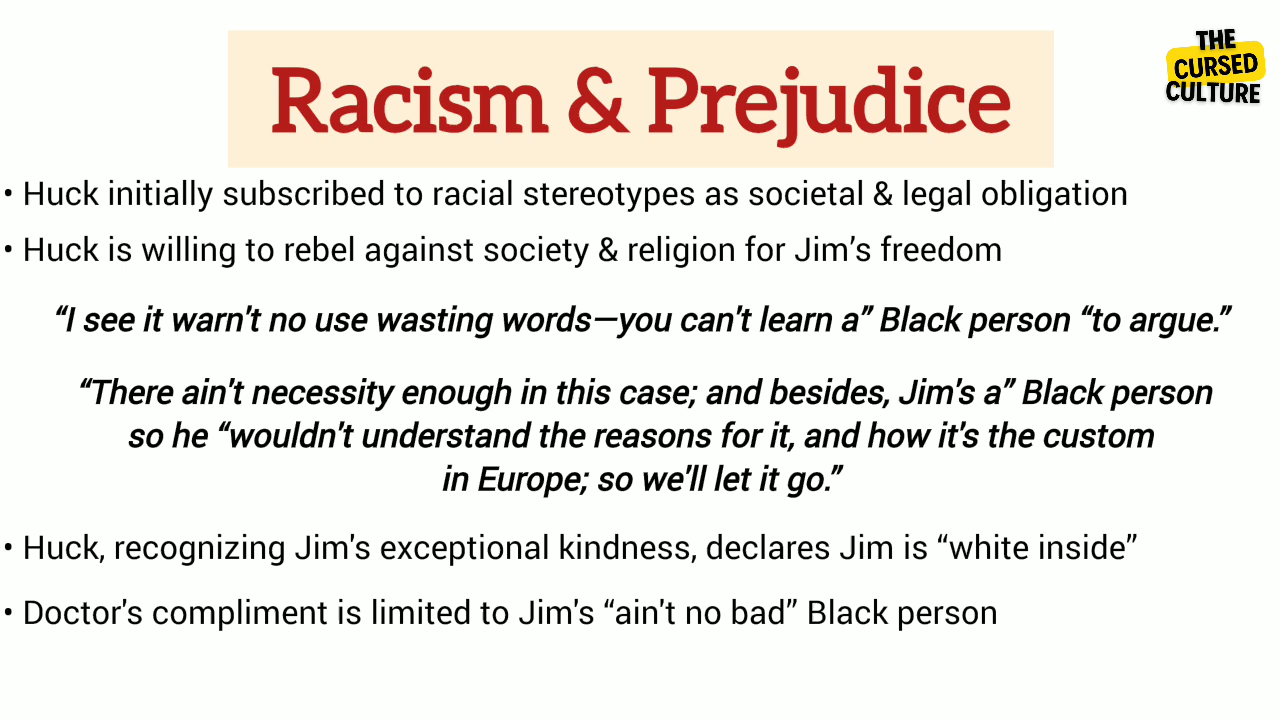 Racism & Prejudice
THE
CURSED
CULTURE
• Huck initially subscribed to racial stereotypes as societal & legal obligation
• Huck is willing to rebel against society & religion for Jim’s freedom
“I see it warn't no use wasting words—you can't learn a” Black person “to argue.”
“There ain't necessity enough in this case; and besides, Jim's a” Black person
so he “wouldn't understand the reasons for it, and how it's the custom
in Europe; so we'll let it go.”
• Huck, recognizing Jim's exceptional kindness, declares Jim is “white inside”
• Doctor's compliment is limited to Jim's “ain't no bad” Black person